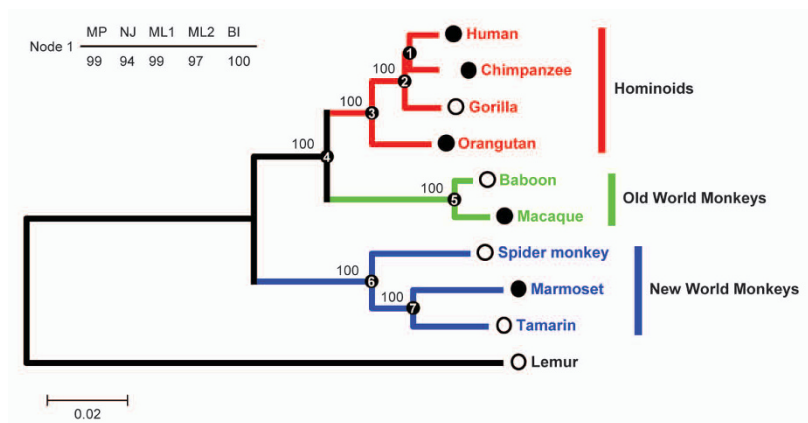 MP NJ ML1 ML2 BI
Node 1
99 94 99 97 100
Human
1
100
Chimpanzee
2
Hominoids
100
Gorilla
3
100
Orangutan
4
100
Baboon
5
Old World Monkeys
Macaque
Spider monkey
100
6
100
Marmoset
New World Monkeys
7
Tamarin
Lemur
0.02